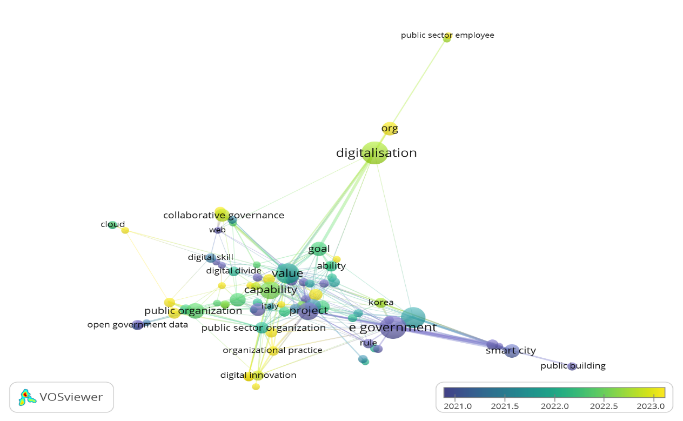 public sector employee
org
digitalisation
collaborative governance
cloud
web
goal
digital skill
ability
digital divide
value
capability
korea
italy
public organization
project
open government data
public sector organization
e government
rule
organizational practice
smart city
public building
digital innovation
VOSviewer
2021.0 2021.5 2022.0 2022.5 2023.0